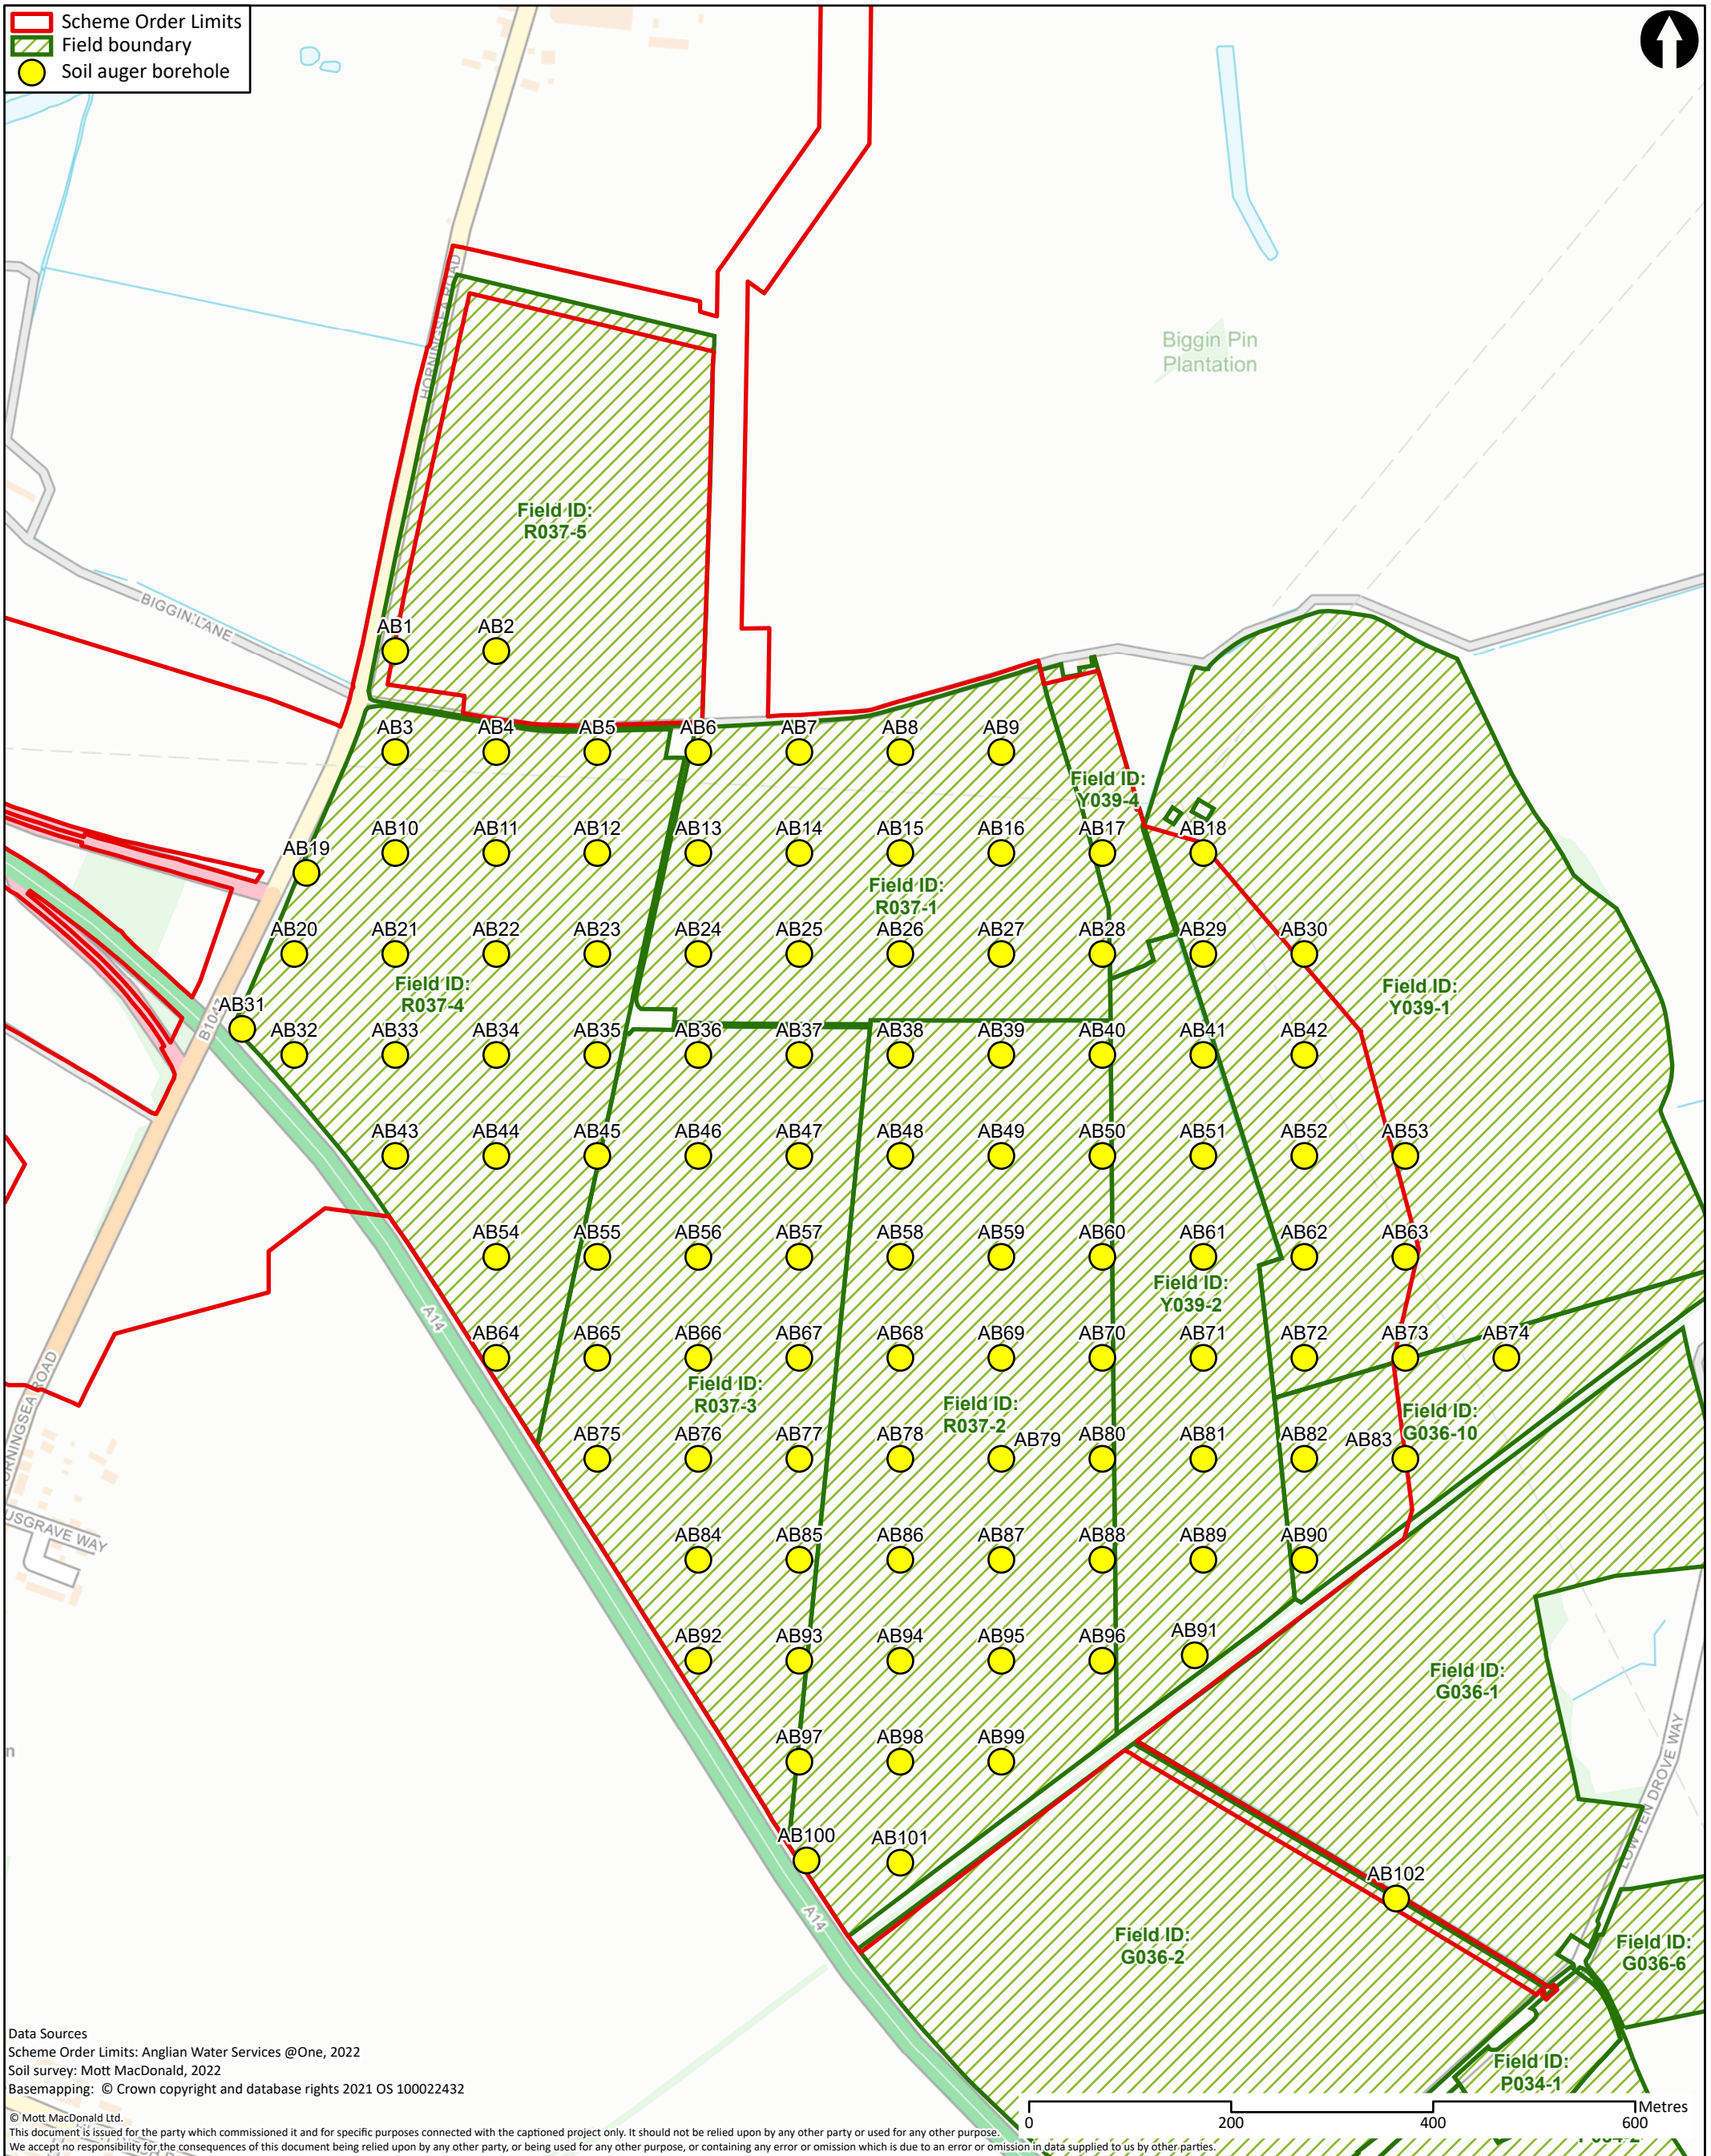 Scheme Order Limits
Field boundary
Soil auger borehole
HORNINGSEA ROAD
Biggin Pin
Plantation
Field ID:
R037-5
BIGGIN LANE
AB1
AB2
AB3
AB4
AB5
AB6
AB7
AB8
AB9
Field ID:
Y039-4
AB10
AB11
AB12
AB13
AB14
AB15
AB16
AB17
AB18
AB19
Field ID:
R037-1
AB20
AB21
AB22
AB23
AB24
AB25
AB26
AB27
AB28
AB29
AB30
Field ID:
R037-4
Field ID:
Y039-1
AB31
AB32
AB33
AB34
AB35
AB36
AB37
AB38
AB39
AB40
AB41
AB42
AB43
AB44
AB45
AB46
AB47
AB48
AB49
AB50
AB51
AB52
AB53
AB54
AB55
AB56
AB57
AB58
AB59
AB60
AB61
AB62
AB63
Field ID:
Y039-2
A14
AB64
AB65
AB66
AB67
AB68
AB69
AB70
AB71
AB72
AB73
AB74
Field ID:
R037-3
Field ID:
R037-2
Field ID:
G036-10
AB75
AB76
AB77
AB78
AB79
AB80
AB81
AB82
AB83
ORNINGSEA ROAD
USGRAVE WAY
AB84
AB85
AB86
AB87
AB88
AB89
AB90
AB92
AB93
AB94
AB95
AB96
AB91
Field ID:
G036-1
AB97
AB98
AB99
n
LOW FEN DROVE WAY
AB100
AB101
AB102
A14
Field ID:
G036-2
Field ID:
G036-6
Field ID:
P034-1
Data Sources
Scheme Order Limits: Anglian Water Services @One, 2022
Soil survey: Mott MacDonald, 2022
Basemapping: © Crown copyright and database rights 2021 OS 100022432
Metres
0 200 400 600
© Mott MacDonald Ltd.
This document is issued for the party which commissioned it and for specific purposes connected with the captioned project only. It should not be relied upon by any other party or used for any other purpose.
We accept no responsibility for the consequences of this document being relied upon by any other party, or being used for any other purpose, or containing any error or omission which is due to an error or omission in data supplied to us by other parties.